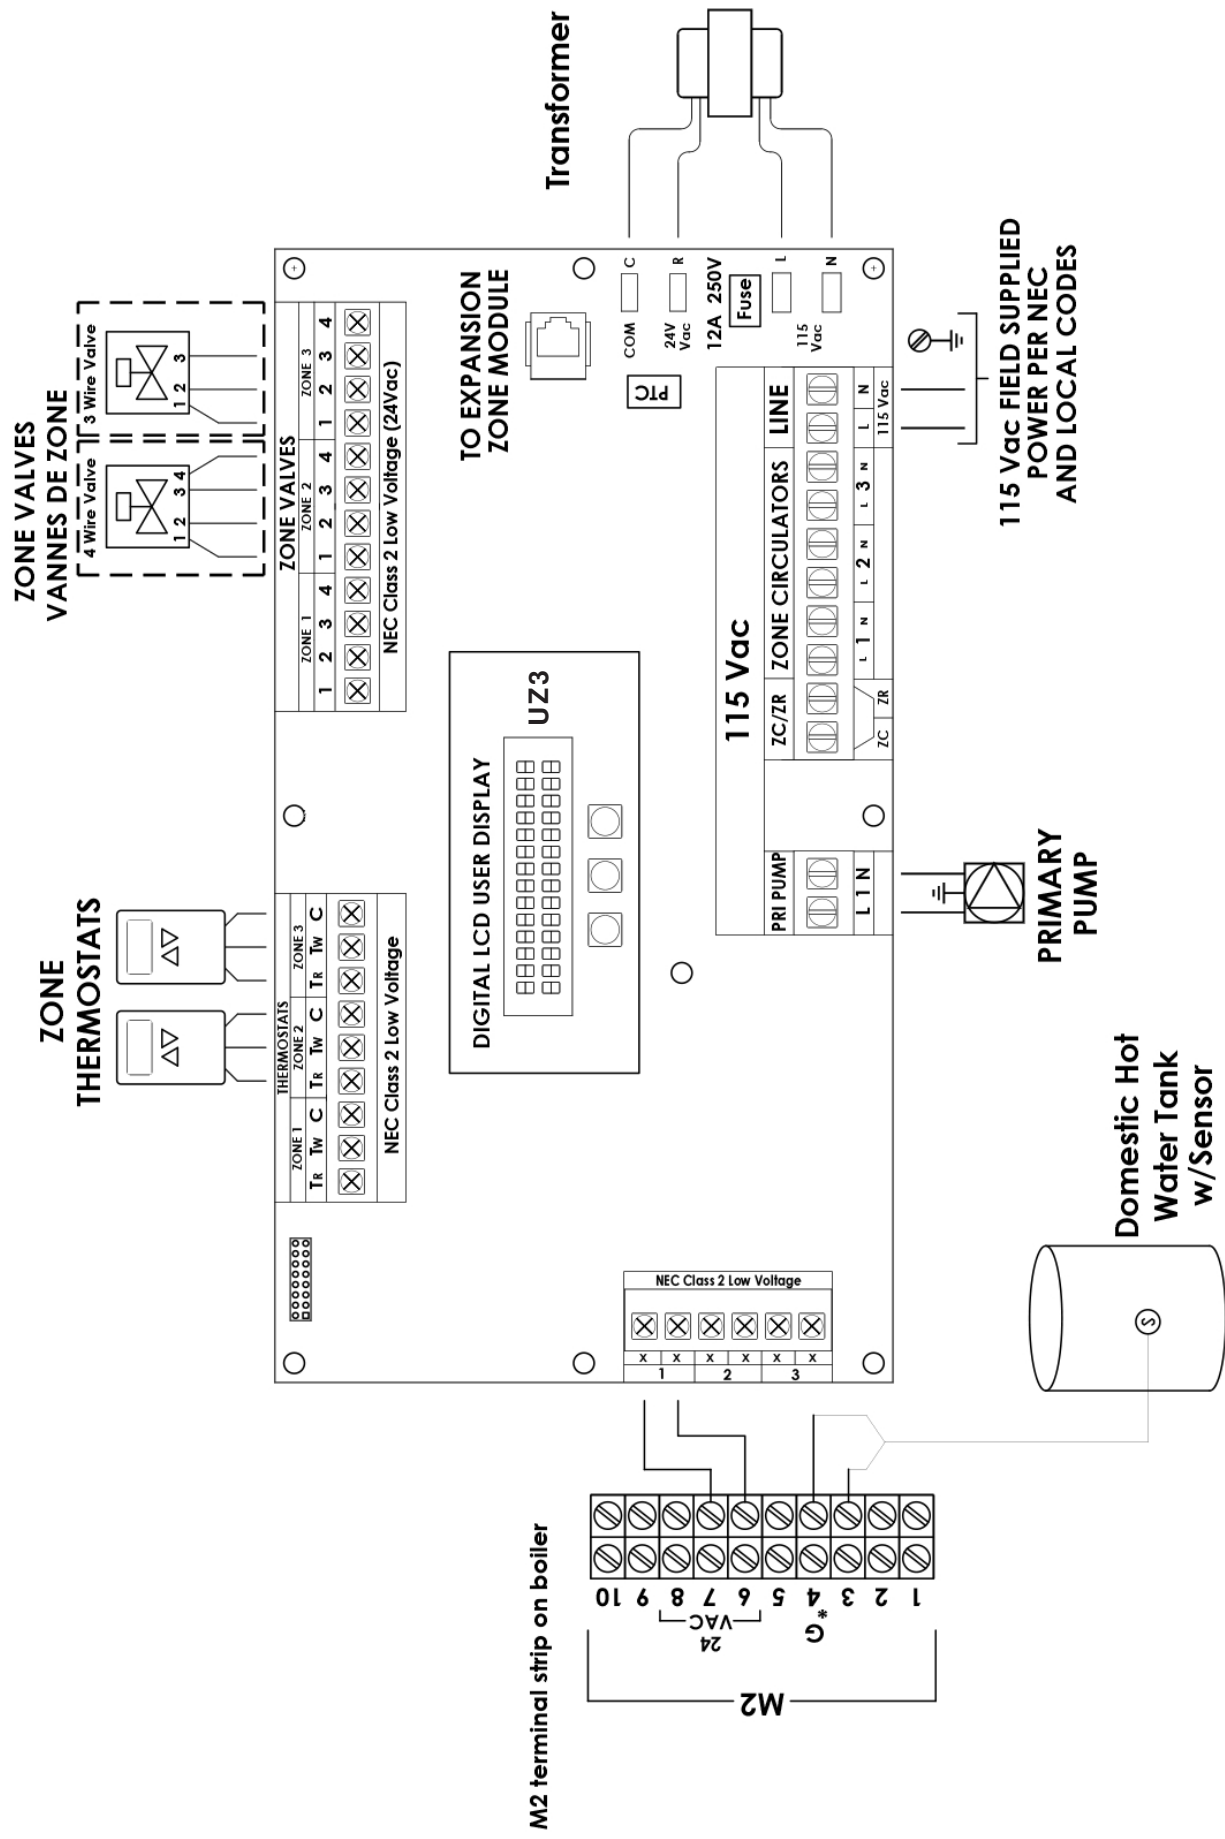 Transformer
ZONE VALVES
VANNES DE ZONE
4 Wire Valve
3 Wire Valve
1 2 3 4
1 2 3
ZONE
THERMOSTATS
THERMOSTATS
ZONE 1
ZONE 2
ZONE 3
TR TW C TR TW C TR TW C
NEC Class 2 Low Voltage
ZONE VALVES
ZONE 1
ZONE 2
ZONE 3
1 2 3 4 1 2 3 4 1 2 3 4
NEC Class 2 Low Voltage (24Vac)
TO EXPANSION
ZONE MODULE
COM
C
24V
Vac
R
12A 250V
Fuse
115
Vac
L
N
PTC
DIGITAL LCD USER DISPLAY
UZ3
115 Vac
PRI PUMP
ZC/ZR
ZONE CIRCULATORS
LINE
L 1 N
ZC
ZR
L 1 N
L 2 N
L 3 N
L
N
115 Vac
115 Vac FIELD SUPPLIED
POWER PER NEC
AND LOCAL CODES
PRIMARY
PUMP
NEC Class 2 Low Voltage
X X X X X X
1 2 3
Domestic Hot
Water Tank
w/Sensor
S
M2 terminal strip on boiler
10 9 8 7 6 5 4 3 2 1
24
VAC
G*
M2